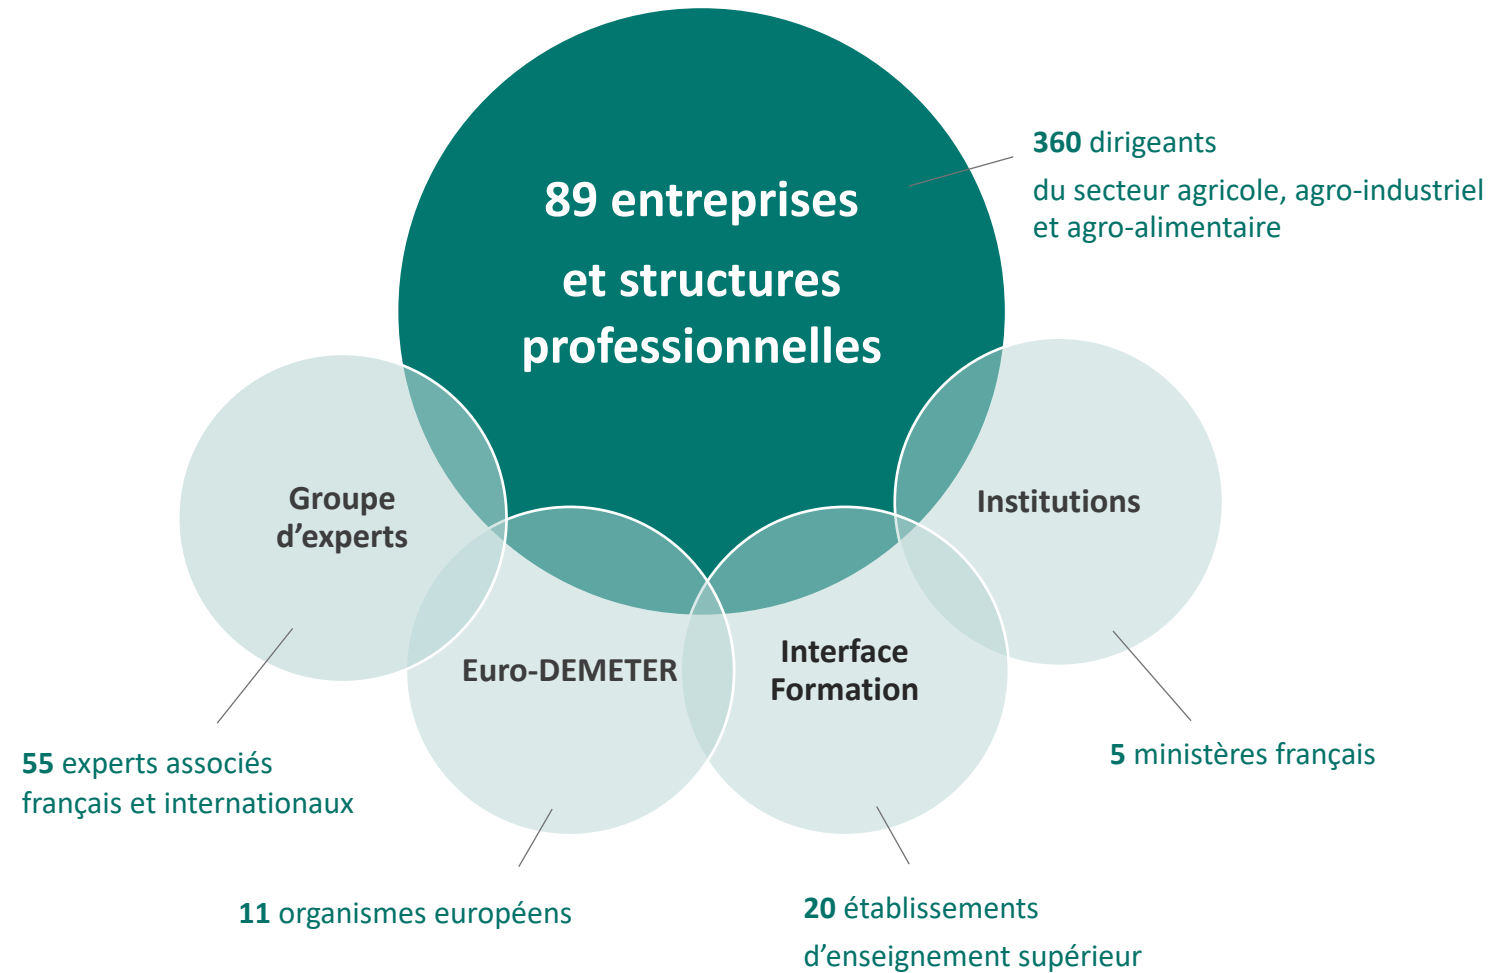 89 entreprises
et structures
professionnelles
360 dirigeants
du secteur agricole, agro-industriel
et agro-alimentaire
Groupe
d’experts
Institutions
Euro-DEMETER
Interface
Formation
55 experts associés
français et internationaux
5 ministères français
11 organismes européens
20 établissements
d’enseignement supérieur